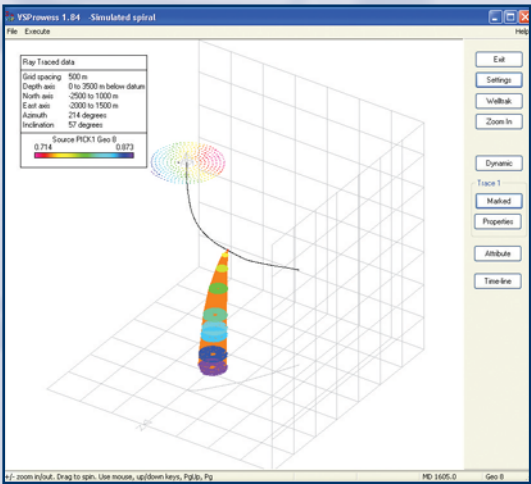 VSProwess 1.84 -Simulated spiral
File Execute Help
Ray Traced data
Grid spacing 500 m
Depth axis 0 to 3500 m below datum
North axis -2500 to 1000 m
East axis -2000 to 1500 m
Azimuth 214 degrees
Inclination 57 degrees
Source PICK1 Geo 8
0.714 0.873
Exit
Settings
Welltrak
Zoom In
Dynamic
Trace 1
Marked
Properties
Attribute
Time-line
+/- zoom in/out. Drag to spin. Use mouse, up/down keys, PgUp, Pg
MD 1605.0
Geo 8